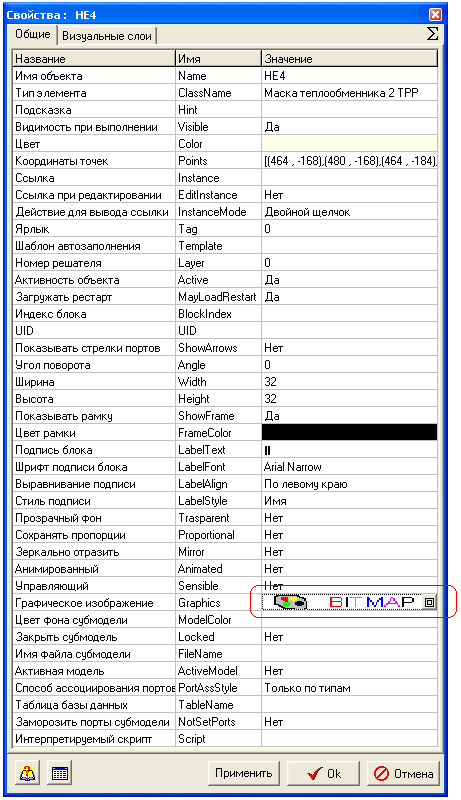 Свойства : HE4
Общие Визуальные слои Σ
Название Имя Значение
Имя объекта Name HE4
Тип элемента ClassName Маска теплообменника 2 ТРР
Подсказка Hint
Видимость при выполнении Visible Да
Цвет Color
Координаты точек Points [(464 , -168),(480 , -168),(464 , -184),
Ссылка Instance
Ссылка при редактировании EditInstance Нет
Действие для вывода ссылки InstanceMode Двойной щелчок
Ярлык Tag 0
Шаблон автозаполнения Template
Номер решателя Layer 0
Активность объекта Active Да
Загружать рестарт MayLoadRestart Да
Индекс блока BlockIndex
UID UID
Показывать стрелки портов ShowArrows Нет
Угол поворота Angle 0
Ширина Width 32
Высота Height 32
Показывать рамку ShowFrame Да
Цвет рамки FrameColor
Подпись блока LabelText
Шрифт подписи блока LabelFont Arial Narrow
Выравнивание подписи LabelAlign По левому краю
Стиль подписи LabelStyle Имя
Прозрачный фон Trasparent Нет
Сохранять пропорции Proportional Нет
Зеркально отразить Mirror Нет
Анимированный Animated Нет
Управляющий Sensible Нет
Графическое изображение Graphics BIT MAP
Цвет фона субмодели ModelColor
Закрыть субмодель Locked Нет
Имя файла субмодели FileName
Активная модель ActiveModel Нет
Способ ассоциирования портов PortAssStyle Только по типам
Таблица базы данных TableName
Заморозить порты субмодели NotSetPorts Нет
Интерпретируемый скрипт Script
Применить Ok Отмена